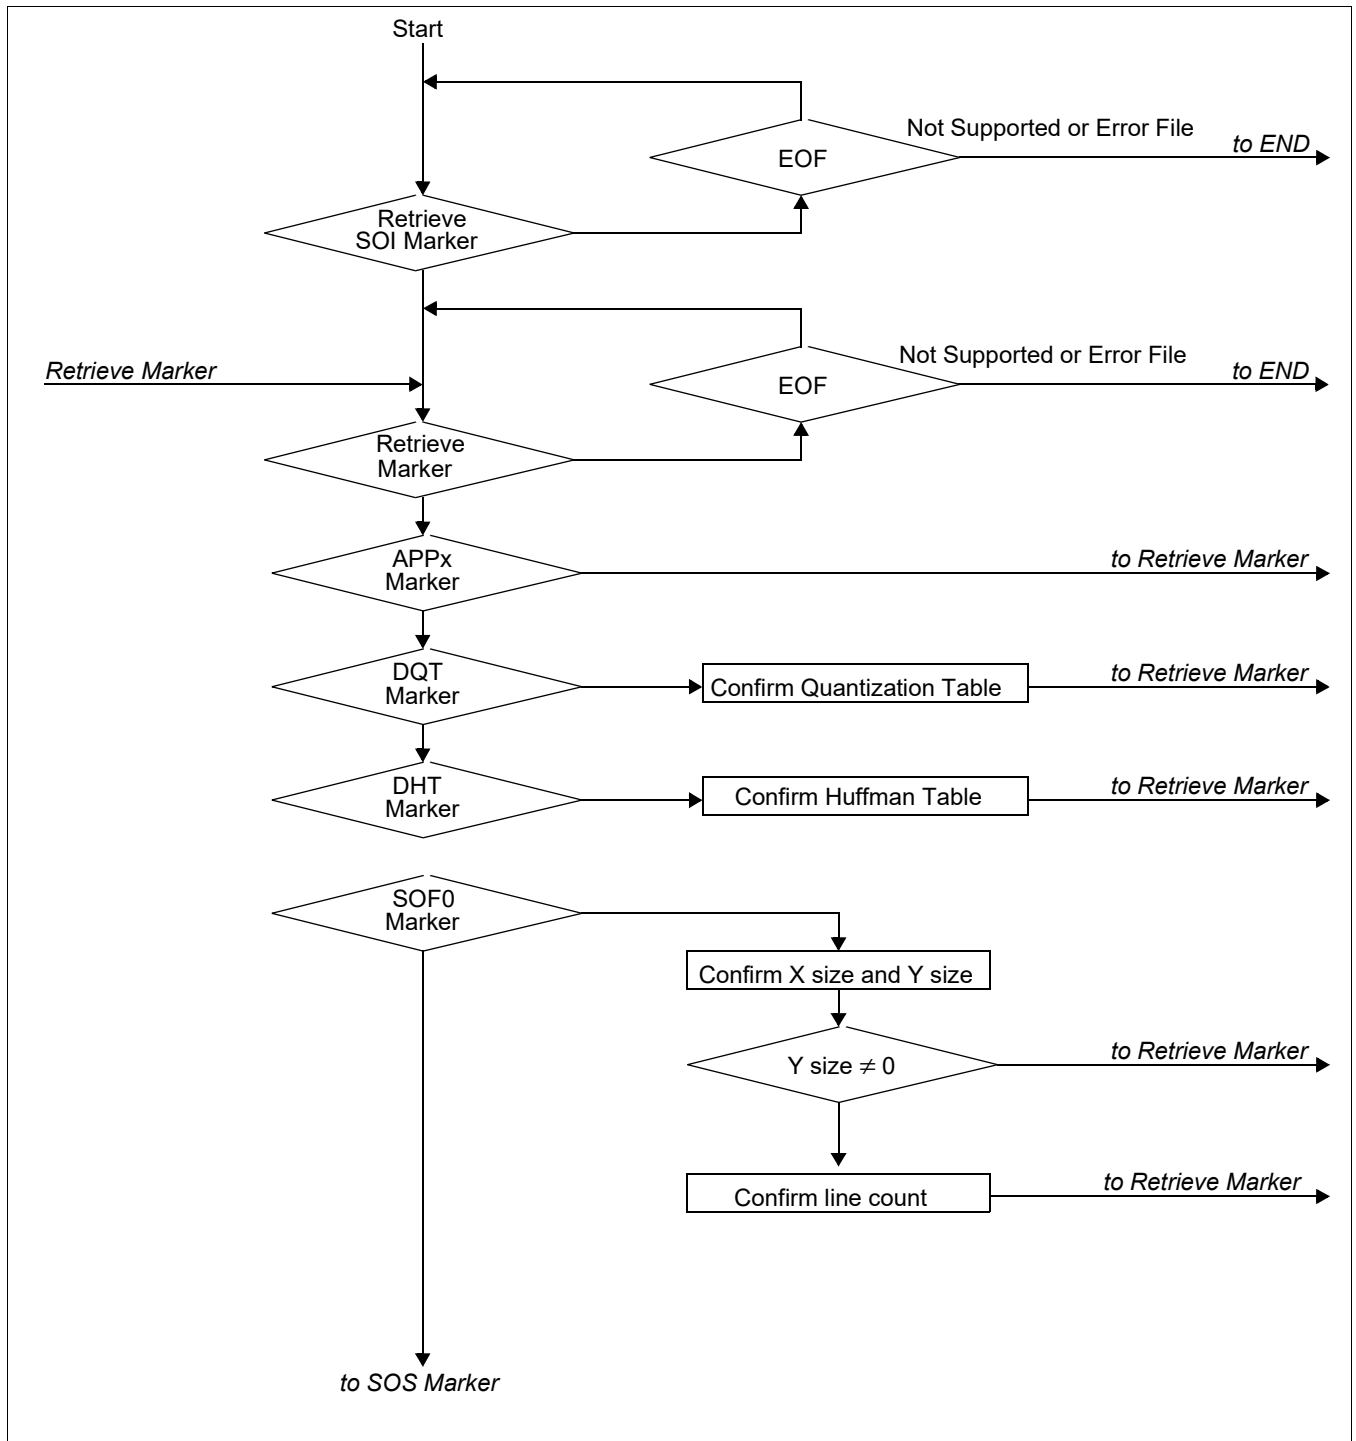 Start
Not Supported or Error File
to END
EOF
Retrieve
SOI Marker
Not Supported or Error File
to END
Retrieve Marker
EOF
Retrieve
Marker
APPx
Marker
to Retrieve Marker
DQT
Marker
Confirm Quantization Table
to Retrieve Marker
DHT
Marker
Confirm Huffman Table
to Retrieve Marker
SOF0
Marker
Confirm X size and Y size
Y size ≠ 0
to Retrieve Marker
Confirm line count
to Retrieve Marker
to SOS Marker